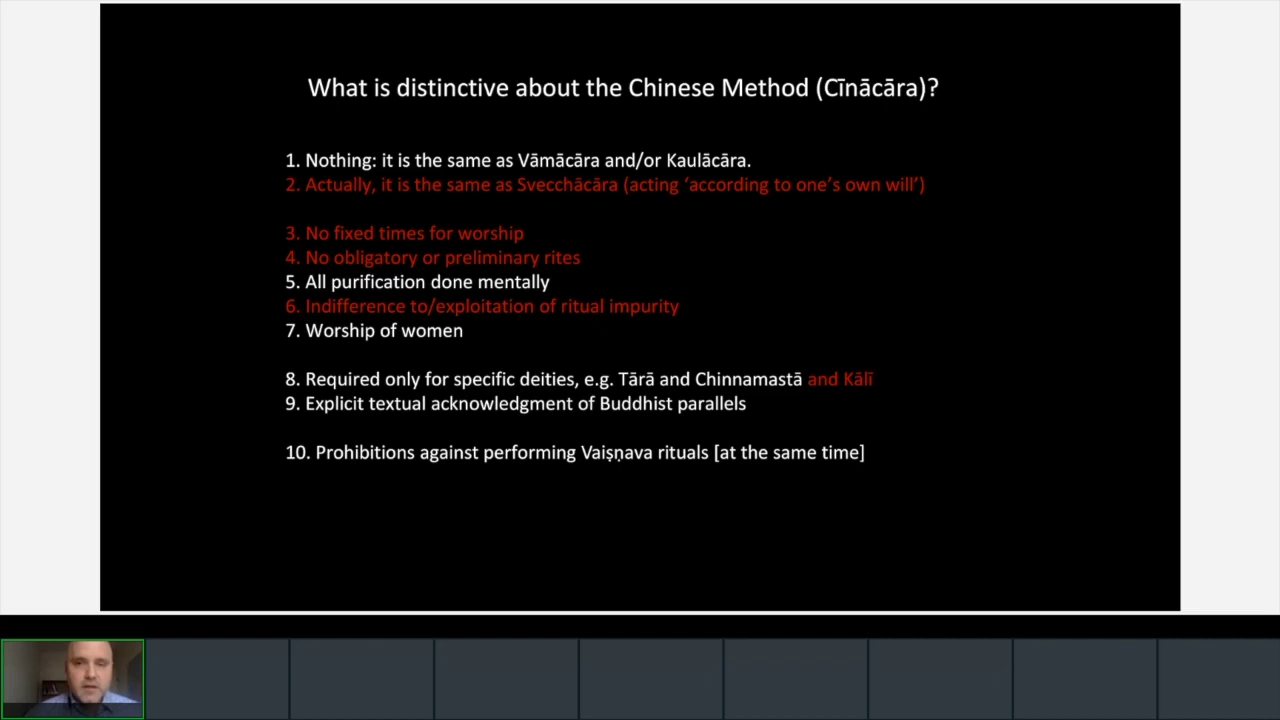 What is distinctive about the Chinese Method (Cīnācāra)?
1. Nothing: it is the same as Vāmācāra and/or Kaulācāra.
2. Actually, it is the same as Svecchācāra (acting ‘according to one’s own will’)
3. No fixed times for worship
4. No obligatory or preliminary rites
5. All purification done mentally
6. Indifference to/exploitation of ritual impurity
7. Worship of women
8. Required only for specific deities, e.g. Tārā and Chinnamastā and Kālī
9. Explicit textual acknowledgment of Buddhist parallels
10. Prohibitions against performing Vaiṣṇava rituals [at the same time]